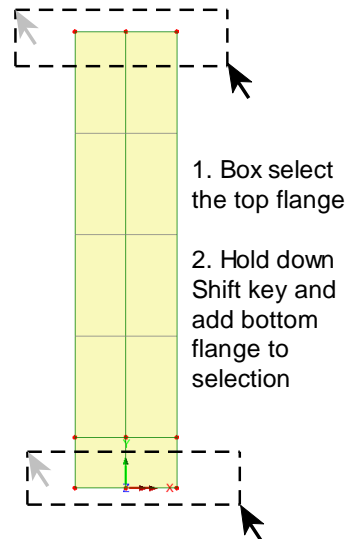 1. Box select
the top flange
2. Hold down
Shift key and
add bottom
flange to
selection
Y
Z X